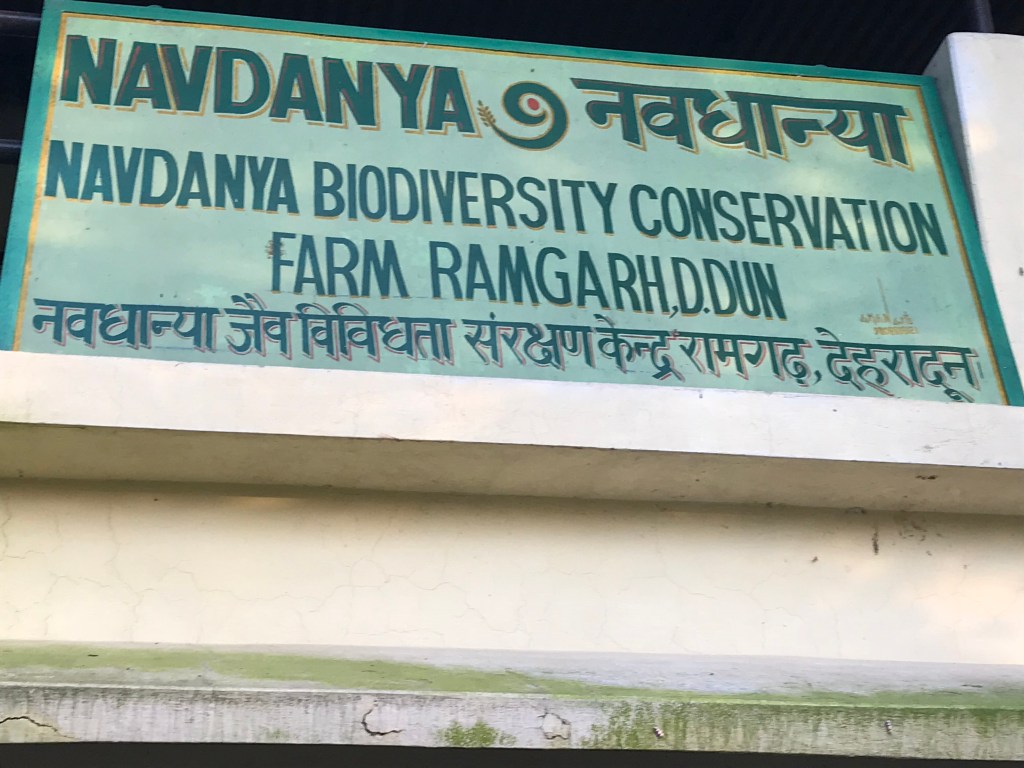 NAVDANYA नवधान्या
NAVDANYA BIODIVERSITY CONSERVATION
FARM RAMGARH,D.DUN
नवधान्या जैव विविधता संरक्षण केन्द्र रामगढ़, देहरादून